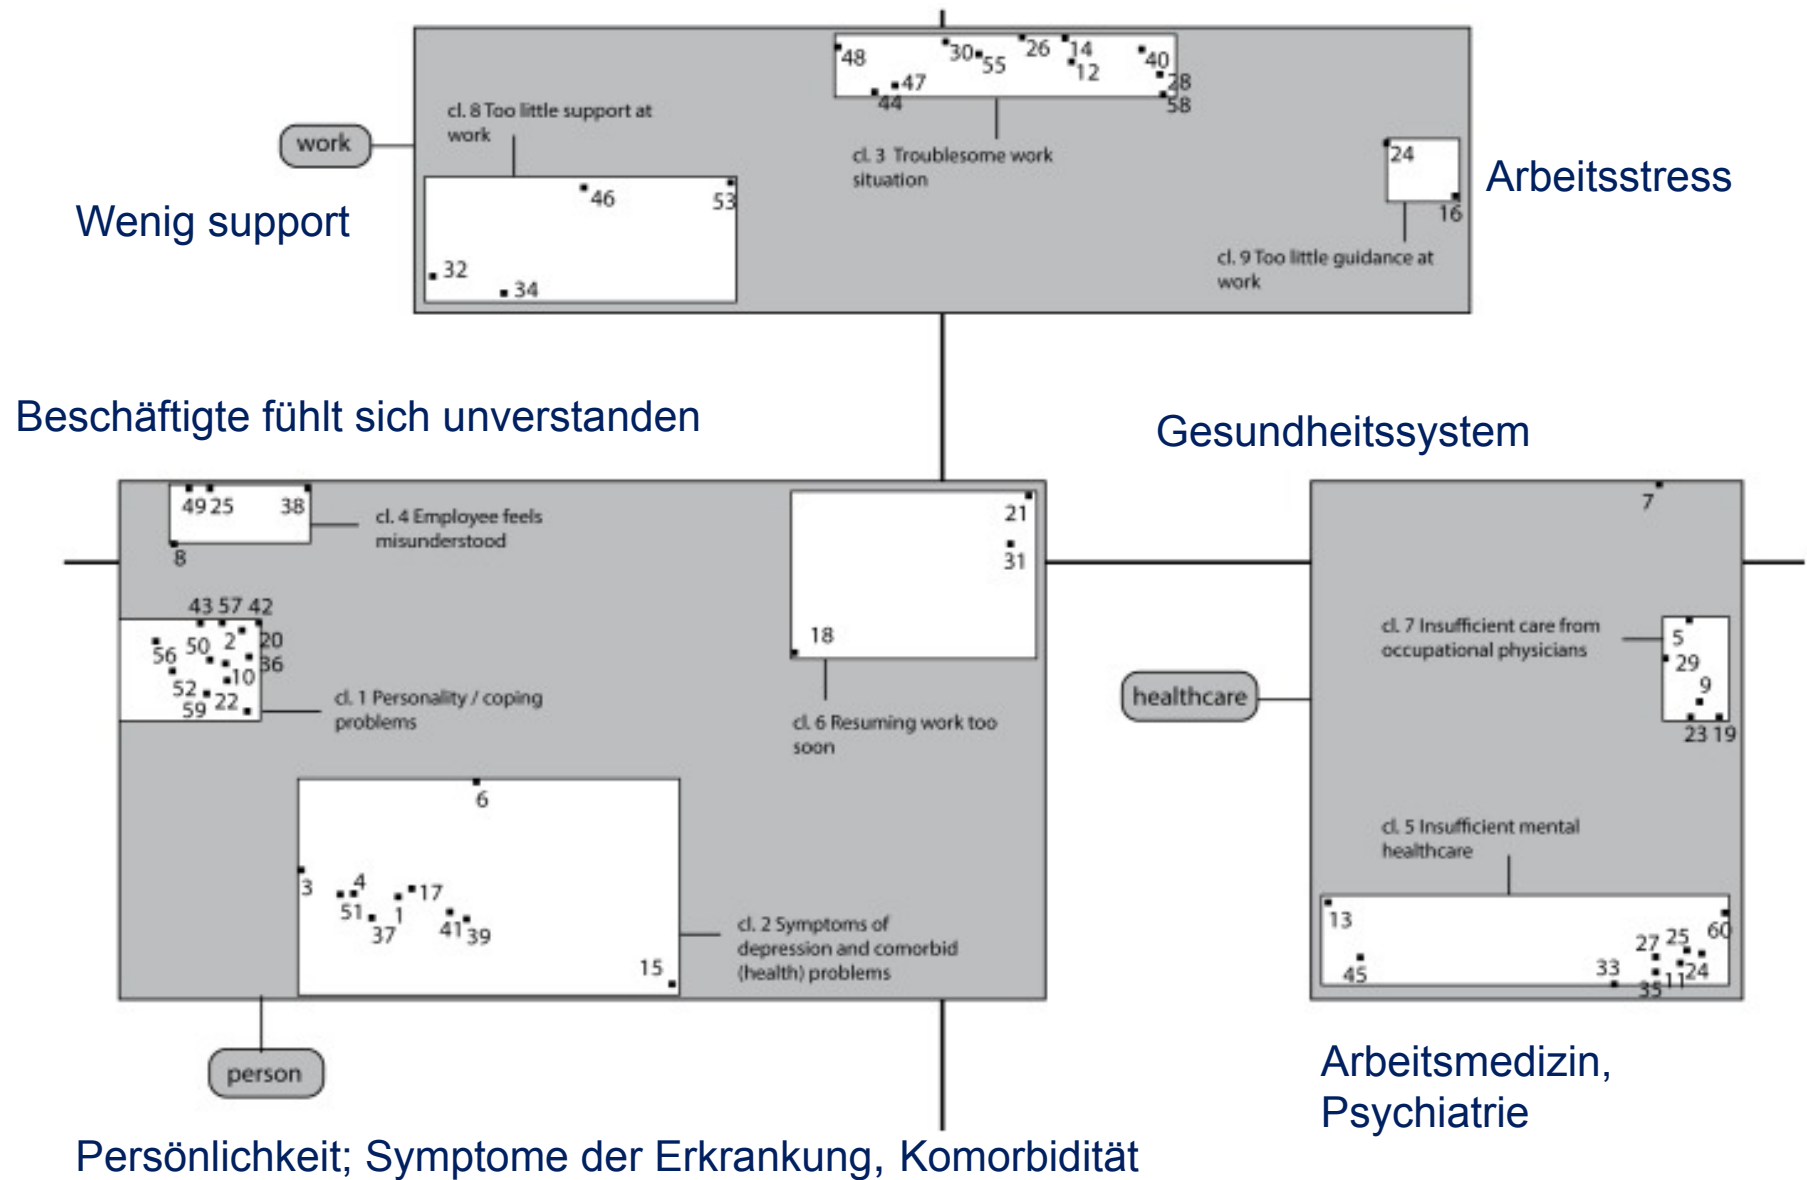 48
30
55
26
14
12
40
28
58
47
44
cl. 8 Too little support at
work
work
cl. 3 Troublesome work
situation
24
16
Arbeitsstress
Wenig support
46
53
32
34
cl. 9 Too little guidance at
work
Beschäftigte fühlt sich unverstanden
Gesundheitssystem
49 25 38
8
cl. 4 Employee feels
misunderstood
21
31
18
7
43 57 42
50 2 20
56 36
52 10
59 22
cl. 1 Personality / coping
problems
cl. 6 Resuming work too
soon
healthcare
cl. 7 Insufficient care from
occupational physicians
5
29
9
23 19
6
3 4 17
51 1
37 41 39
15
cl. 2 Symptoms of
depression and comorbid
(health) problems
cl. 5 Insufficient mental
healthcare
13
45
33
27 25 60
35 11 24
person
Arbeitsmedizin,
Psychiatrie
Persönlichkeit; Symptome der Erkrankung, Komorbidität